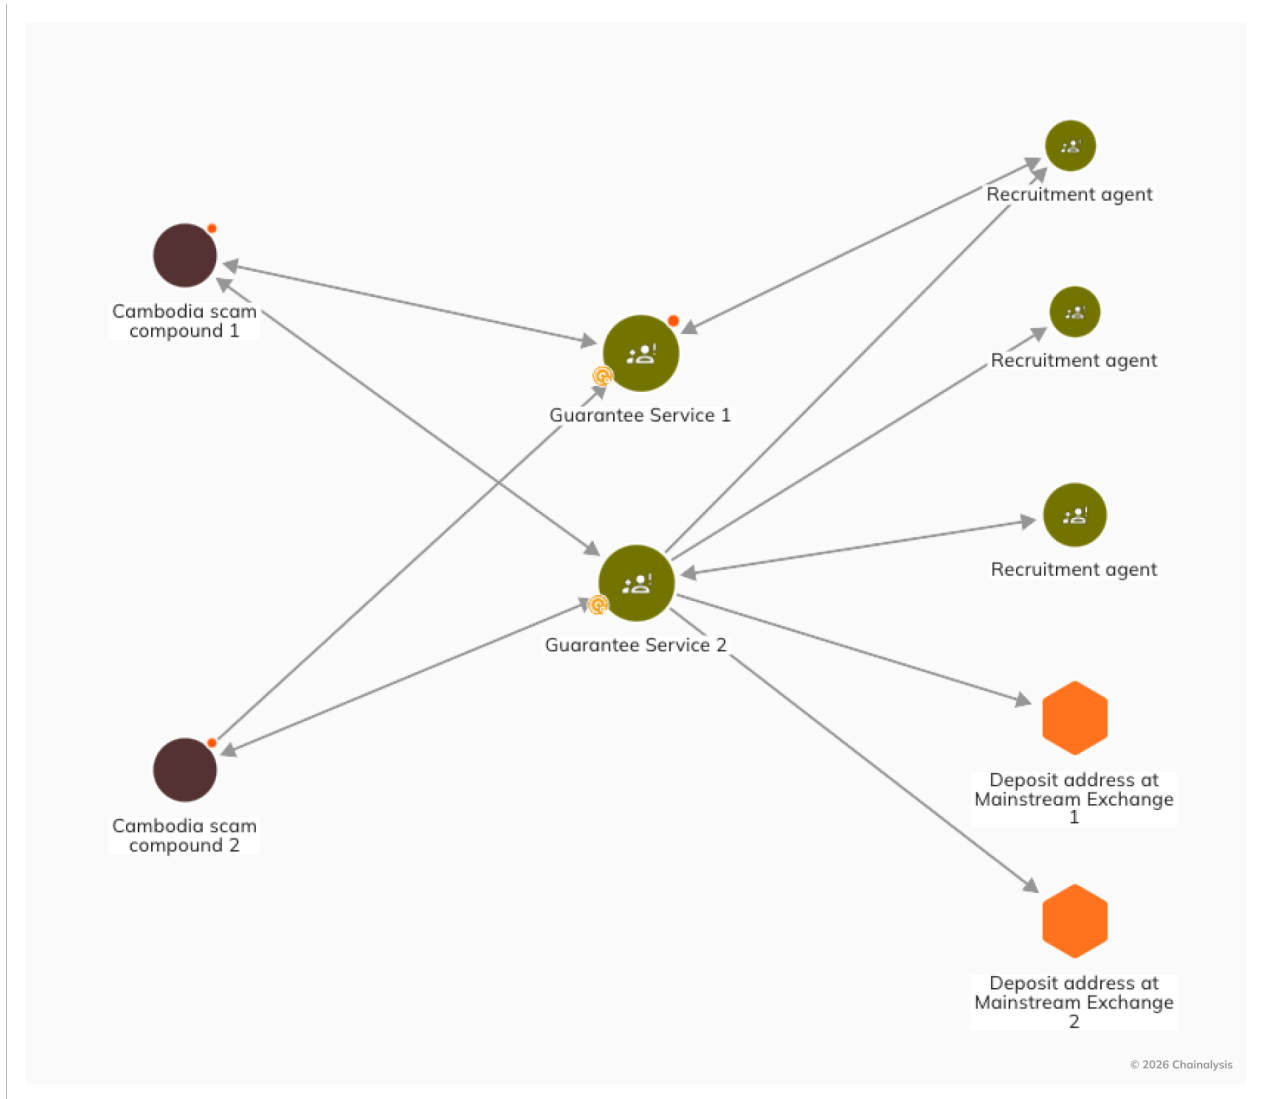 Recruitment agent
Cambodia scam
compound 1
Recruitment agent
Guarantee Service 1
Recruitment agent
Guarantee Service 2
Deposit address at
Mainstream Exchange
1
Cambodia scam
compound 2
Deposit address at
Mainstream Exchange
2
© 2026 Chainalysis